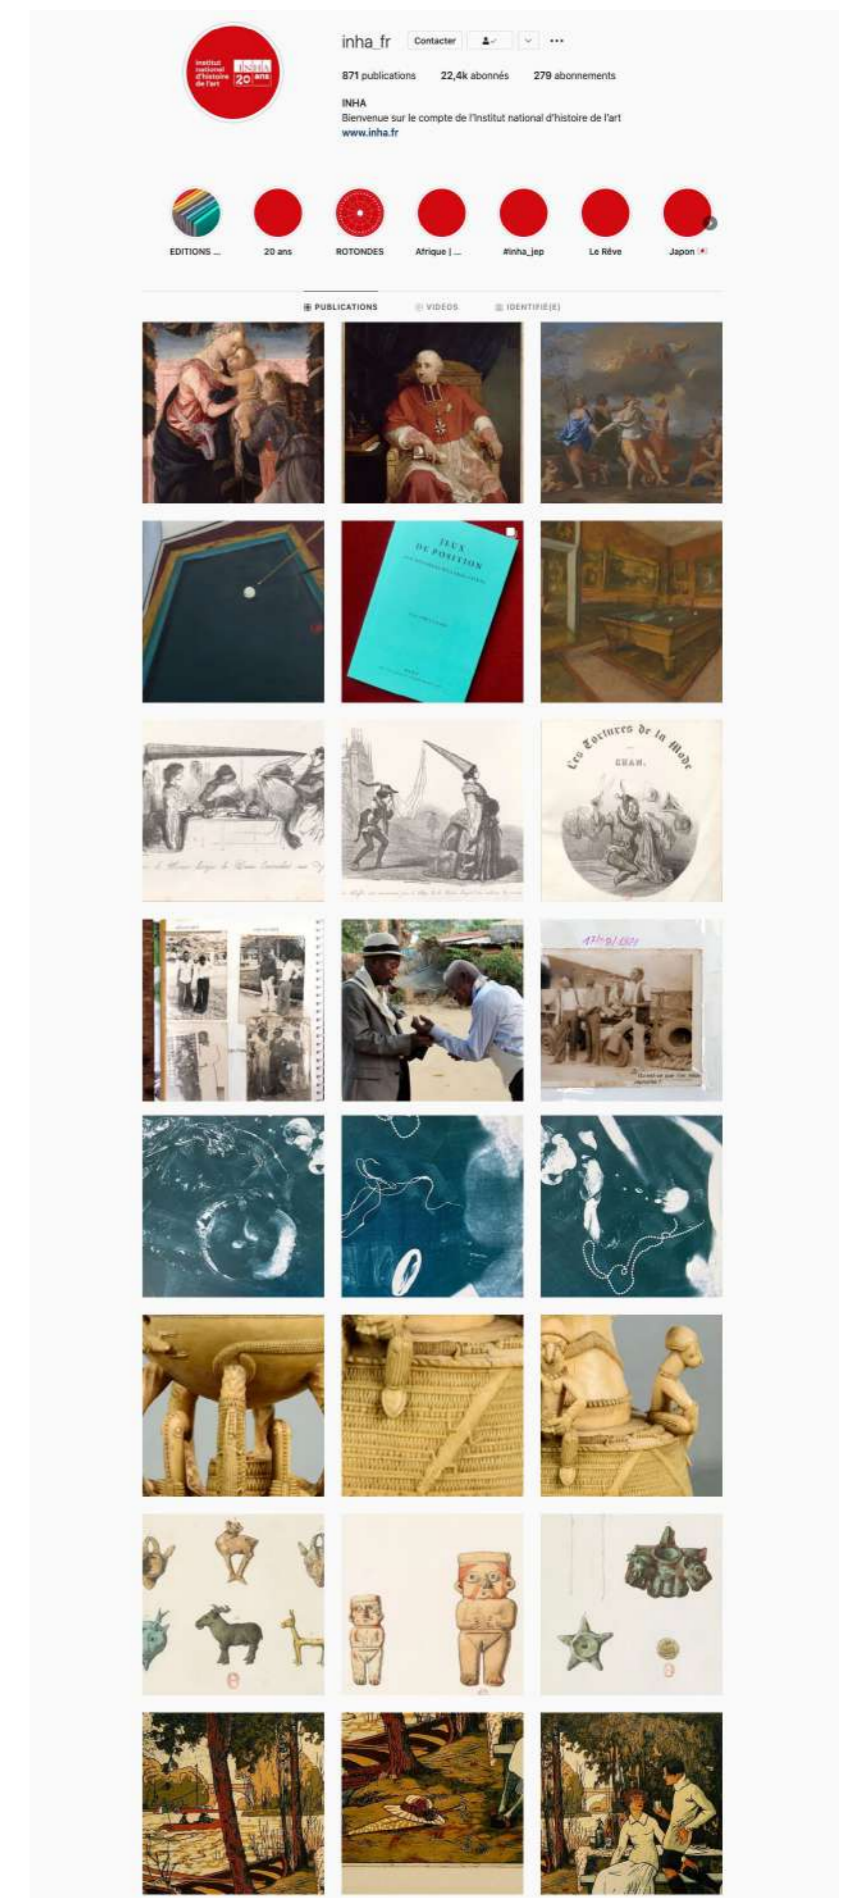 institut
national
d'histoire
de l'art
INHA
20 ans
inha_fr
Contacter
871 publications 22,4k abonnés 279 abonnements
INHA
Bienvenue sur le compte de l'Institut national d'histoire de l'art
www.inha.fr
EDITIONS ... 20 ans ROTONDES Afrique | ... #inha_jep Le Rêve Japon
PUBLICATIONS VIDÉOS IDENTIFIÉ(E)
JEUX
DE POSITION
Les Tortures de la Mode
CHAM.